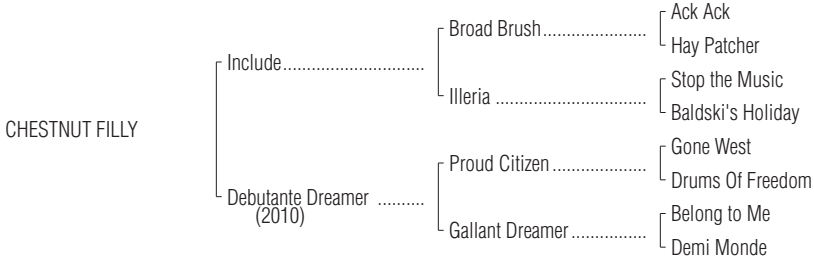 Ack Ack
Broad Brush......................
Hay Patcher
Include.............................
Stop the Music
Illeria ...............................
Baldski's Holiday
CHESTNUT FILLY
Gone West
Proud Citizen ....................
Drums Of Freedom
Debutante Dreamer ..........
(2010)
Belong to Me
Gallant Dreamer................
Demi Monde